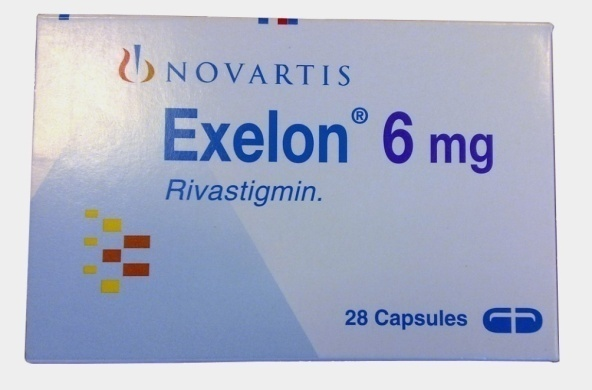 NOVARTIS
Exelon® 6 mg
Rivastigmin.
28 Capsules